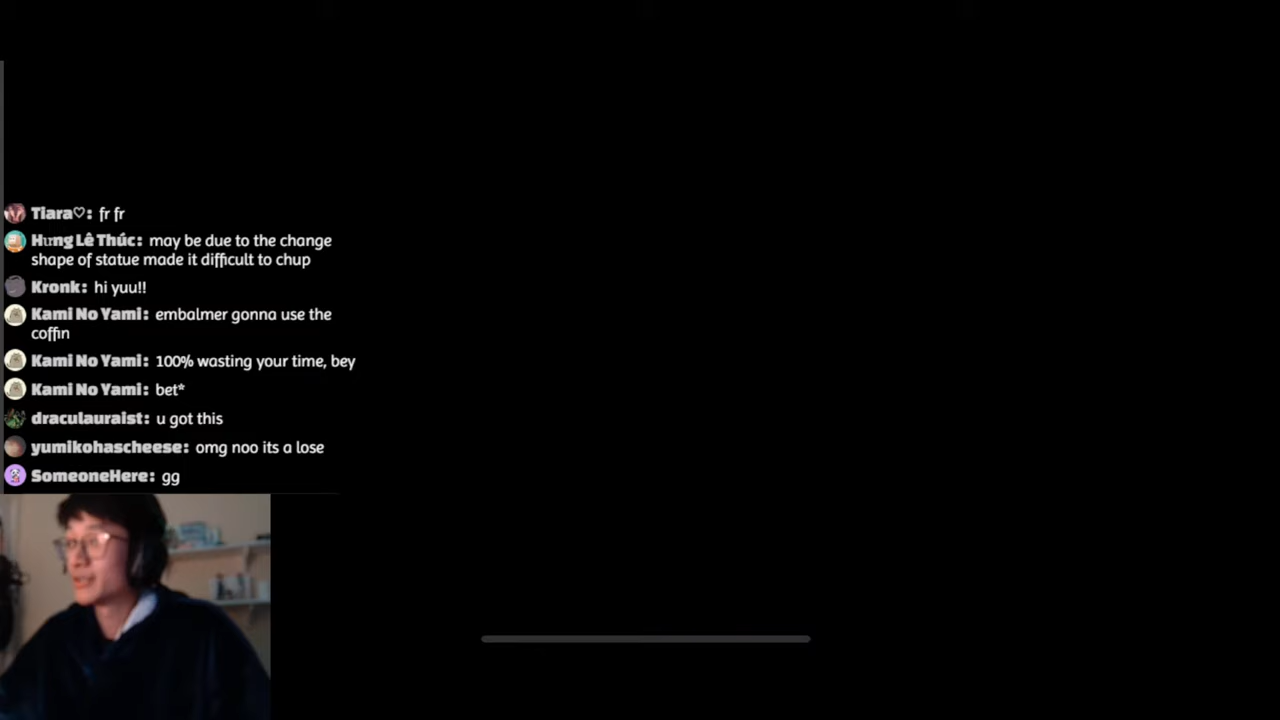 Tiara♡: fr fr
Hưng Lê Thúc: may be due to the change
shape of statue made it difficult to chup
Kronk: hi yuu!!
Kami No Yami: embalmer gonna use the
coffin
Kami No Yami: 100% wasting your time, bey
Kami No Yami: bet*
draculauraist: u got this
yumikohascheese: omg noo its a lose
SomeoneHere: gg